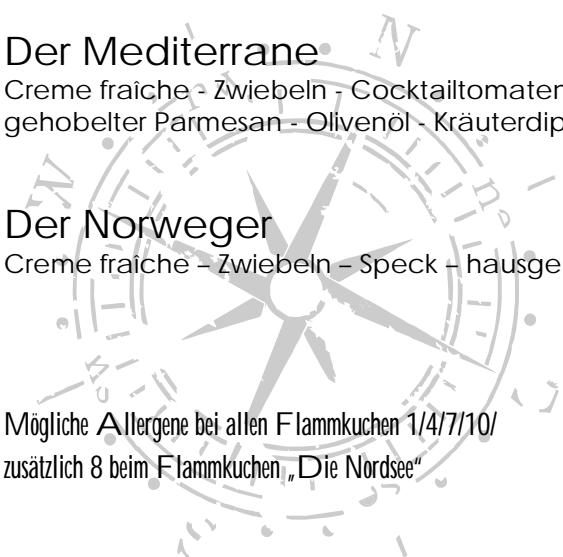 Der Mediterrane
Creme fraîche - Zwiebeln - Cocktailtomaten
gehobelter Parmesan - Olivenöl - Kräuterdip
Der Norweger
Creme fraîche – Zwiebeln – Speck – hausge
Mögliche Allergene bei allen Flammkuchen 1/4/7/10/
zusätzlich 8 beim Flammkuchen „Die Nordsee“